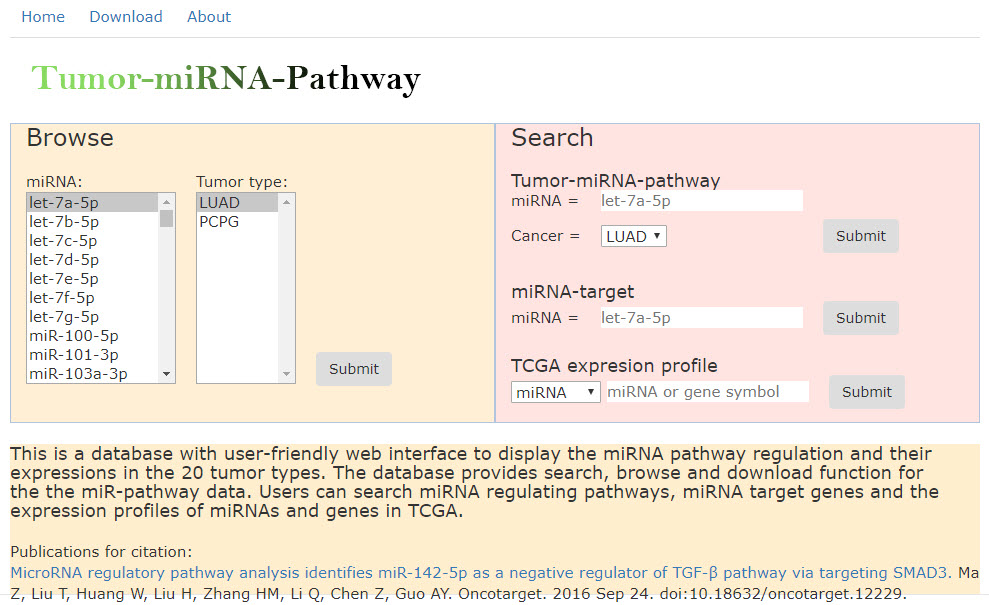 Home Download About
Tumor-miRNA-Pathway
Browse
miRNA: Tumor type:
let-7a-5p LUAD
let-7b-5p PCPG
let-7c-5p
let-7d-5p
let-7e-5p
let-7f-5p
let-7g-5p
miR-100-5p
miR-101-3p
miR-103a-3p
Submit
Search
Tumor-miRNA-pathway
miRNA = let-7a-5p
Cancer = LUAD Submit
miRNA-target
miRNA = let-7a-5p Submit
TCGA expresion profile
miRNA miRNA or gene symbol Submit
This is a database with user-friendly web interface to display the miRNA pathway regulation and their
expressions in the 20 tumor types. The database provides search, browse and download function for
the the miR-pathway data. Users can search miRNA regulating pathways, miRNA target genes and the
expression profiles of miRNAs and genes in TCGA.
Publications for citation:
MicroRNA regulatory pathway analysis identifies miR-142-5p as a negative regulator of TGF-β pathway via targeting SMAD3. Ma
Z, Liu T, Huang W, Liu H, Zhang HM, Li Q, Chen Z, Guo AY. Oncotarget. 2016 Sep 24. doi:10.18632/oncotarget.12229.